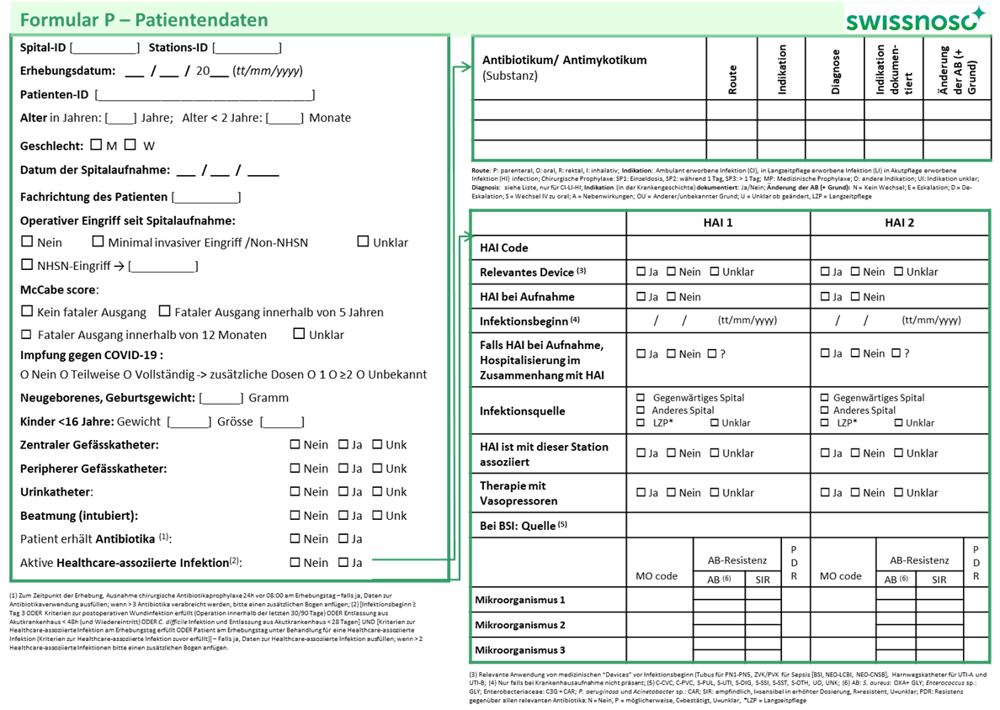 Formular P – Patientendaten
swissnoso
Spital-ID [__________] Stations-ID [__________]
Erhebungsdatum: ___ / ___ / 20___ (tt/mm/yyyy)
Patienten-ID [_________________________________]
Alter in Jahren: [____] Jahre; Alter < 2 Jahre: [_____] Monate
Geschlecht: ☐ M ☐ W
Datum der Spitalaufnahme: ___ / ___ / _____
Fachrichtung des Patienten [__________]
Operativer Eingriff seit Spitalaufnahme:
☐ Nein ☐ Minimal invasiver Eingriff /Non-NHSN ☐ Unklar
☐ NHSN-Eingriff → [__________]
McCabe score:
☐ Kein fataler Ausgang ☐ Fataler Ausgang innerhalb von 5 Jahren
☐ Fataler Ausgang innerhalb von 12 Monaten ☐ Unklar
Impfung gegen COVID-19 :
O Nein O Teilweise O Vollständig -> zusätzliche Dosen O 1 O ≥2 O Unbekannt
Neugeborenes, Geburtsgewicht: [______] Gramm
Kinder <16 Jahre: Gewicht [______] Grösse [______]
Zentraler Gefässkatheter: ☐ Nein ☐ Ja ☐ Unk
Peripherer Gefässkatheter: ☐ Nein ☐ Ja ☐ Unk
Urinkatheter: ☐ Nein ☐ Ja ☐ Unk
Beatmung (intubiert): ☐ Nein ☐ Ja ☐ Unk
Patient erhält Antibiotika (1): ☐ Nein ☐ Ja
Aktive Healthcare-assoziierte Infektion(2): ☐ Nein ☐ Ja
(1) Zum Zeitpunkt der Erhebung, Ausnahme chirurgische Antibiotikaprophylaxe 24h vor 08:00 am Erhebungstag – falls ja, Daten zur
Antibiotikaverwendung ausfüllen; wenn > 3 Antibiotika verabreicht werden, bitte einen zusätzlichen Bogen anfügen; (2) [Infektionsbeginn ≥
Tag 3 ODER Kriterien zur postoperativen Wundinfektion erfüllt (Operation innerhalb der letzten 30/90 Tage) ODER Entlassung aus
Akutkrankenhaus < 48h (und Wiedereintritt) ODER C. difficile Infektion und Entlassung aus Akutkrankenhaus < 28 Tagen] UND [Kriterien zur
Healthcare-assoziierte Infektion am Erhebungstag erfüllt ODER Patient am Erhebungstag unter Behandlung für eine Healthcare-assoziierte
Infektion (Kriterien zur Healthcare-assoziierte Infektion zuvor erfüllt)] – Falls ja, Daten zur Healthcare-assoziierte Infektion ausfüllen; wenn > 2
Healthcare-assoziierte Infektionen bitte einen zusätzlichen Bogen anfügen.
Antibiotikum/ Antimykotikum
(Substanz)
Route
Indikation
Diagnose
Indikation
dokumen-
tiert
Änderung
der AB (+
Grund)
Route: P: parenteral, O: oral, R: rektal, I: inhalativ; Indikation: Ambulant erworbene Infektion (CI), in Langzeitpflege erworbene Infektion (LI) in Akutpflege erworbene
Infektion (HI) infection; Chirurgische Prophylaxe: SP1: Einzeldosis, SP2: während 1 Tag, SP3: > 1 Tag; MP: Medizinische Prophylaxe; O: andere Indikation; UI: Indikation unklar;
Diagnosis: siehe Liste, nur für CI-LI-HI; Indikation (in der Krankengeschichte) dokumentiert: Ja/Nein; Änderung der AB (+ Grund): N = Kein Wechsel; E = Eskalation; D = De-
Eskalation; S = Wechsel IV zu oral; A = Nebenwirkungen; OU = Anderer/unbekannter Grund; U = Unklar ob geändert, LZP = Langzeitpflege
HAI 1 HAI 2
HAI Code
Relevantes Device (3) ☐ Ja ☐ Nein ☐ Unklar ☐ Ja ☐ Nein ☐ Unklar
HAI bei Aufnahme ☐ Ja ☐ Nein ☐ Ja ☐ Nein
Infektionsbeginn (4) / / (tt/mm/yyyy) / / (tt/mm/yyyy)
Falls HAI bei Aufnahme,
Hospitalisierung im
Zusammenhang mit HAI
☐ Ja ☐ Nein ☐ ? ☐ Ja ☐ Nein ☐ ?
Infektionsquelle
☐ Gegenwärtiges Spital ☐ Gegenwärtiges Spital
☐ Anderes Spital ☐ Anderes Spital
☐ LZP* ☐ Unklar ☐ LZP* ☐ Unklar
HAI ist mit dieser Station
assoziiert
☐ Ja ☐ Nein ☐ Unklar ☐ Ja ☐ Nein ☐ Unklar
Therapie mit
Vasopressoren
☐ Ja ☐ Nein ☐ Unklar ☐ Ja ☐ Nein ☐ Unklar
Bei BSI: Quelle (5)
MO code AB-Resistenz PDR MO code AB-Resistenz PDR
AB (6) SIR AB (6) SIR
Mikroorganismus 1
Mikroorganismus 2
Mikroorganismus 3
(3) Relevante Anwendung von medizinischen "Devices" vor Infektionsbeginn (Tubus für PN1-PN5, ZVK/PVK für Sepsis [BSI, NEO-LCBI, NEO-CNSB], Harnwegskatheter für UTI-A und
UTI-B; (4) Nur falls bei Krankenhausaufnahme nicht präsent; (5) C-CVC, C-PVC, S-PUL, S-UTI, S-DIG, S-SSI, S-SST, S-OTH, UO, UNK; (6) AB: S. aureus: OXA+ GLY; Enterococcus sp.:
GLY; Enterobacteriaceae: C3G + CAR; P. aeruginosa und Acinetobacter sp.: CAR; SIR: empfindlich, I=sensibel in erhöhter Dosierung, R=resistent, U=unklar; PDR: Resistenz
gegenüber allen relevanten Antibiotika: N = Nein, P = möglicherweise, C=bestätigt, U=unklar, *LZP = Langzeitpflege